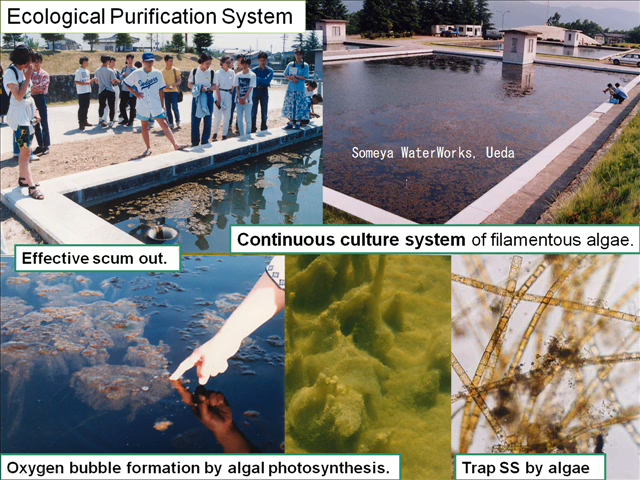 Ecological Purification System
Someya WaterWorks, Ueda
Continuous culture system of filamentous algae.
Effective scum out.
Oxygen bubble formation by algal photosynthesis.
Trap SS by algae